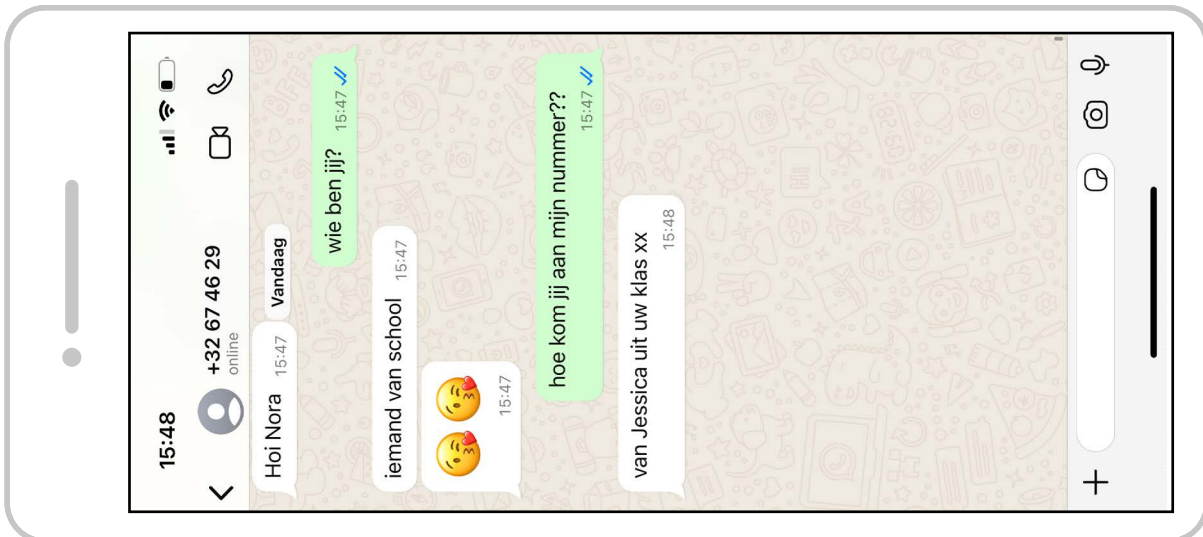 15:48
+32 67 46 29
online
Vandaag
Hoi Nora 15:47
wie ben jij? 15:47
iemand van school 15:47
😘😘
15:47
hoe kom jij aan mijn nummer??
15:47
van Jessica uit uw klas xx
15:48